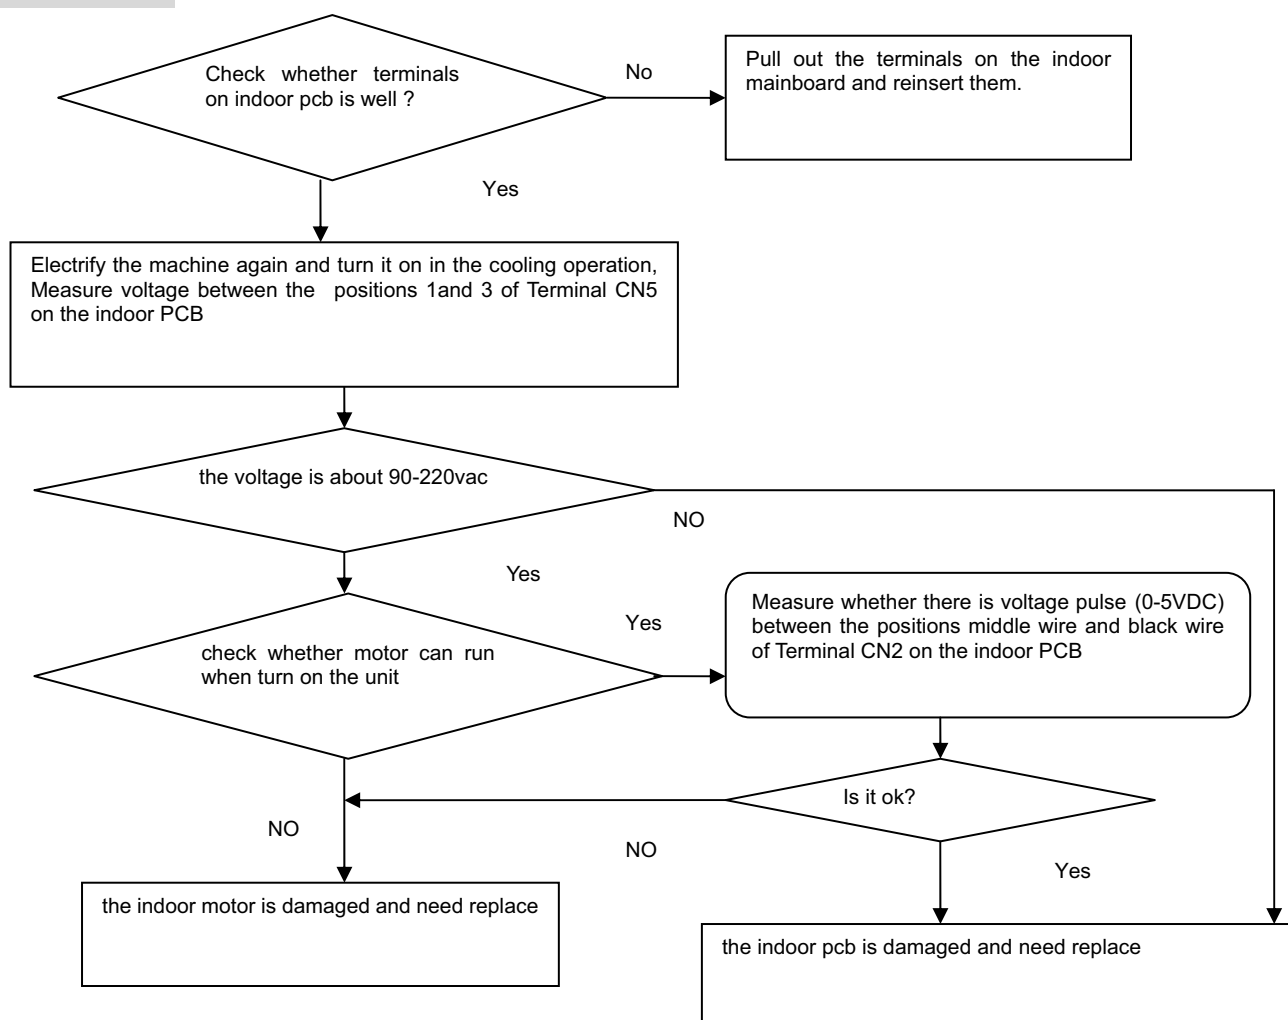 Check whether terminals
on indoor pcb is well ?
No
Pull out the terminals on the indoor
mainboard and reinsert them.
Yes
Electrify the machine again and turn it on in the cooling operation,
Measure voltage between the positions 1and 3 of Terminal CN5
on the indoor PCB
the voltage is about 90-220vac
NO
Yes
check whether motor can run
when turn on the unit
Yes
Measure whether there is voltage pulse (0-5VDC)
between the positions middle wire and black wire
of Terminal CN2 on the indoor PCB
Is it ok?
NO
NO
Yes
the indoor motor is damaged and need replace
the indoor pcb is damaged and need replace